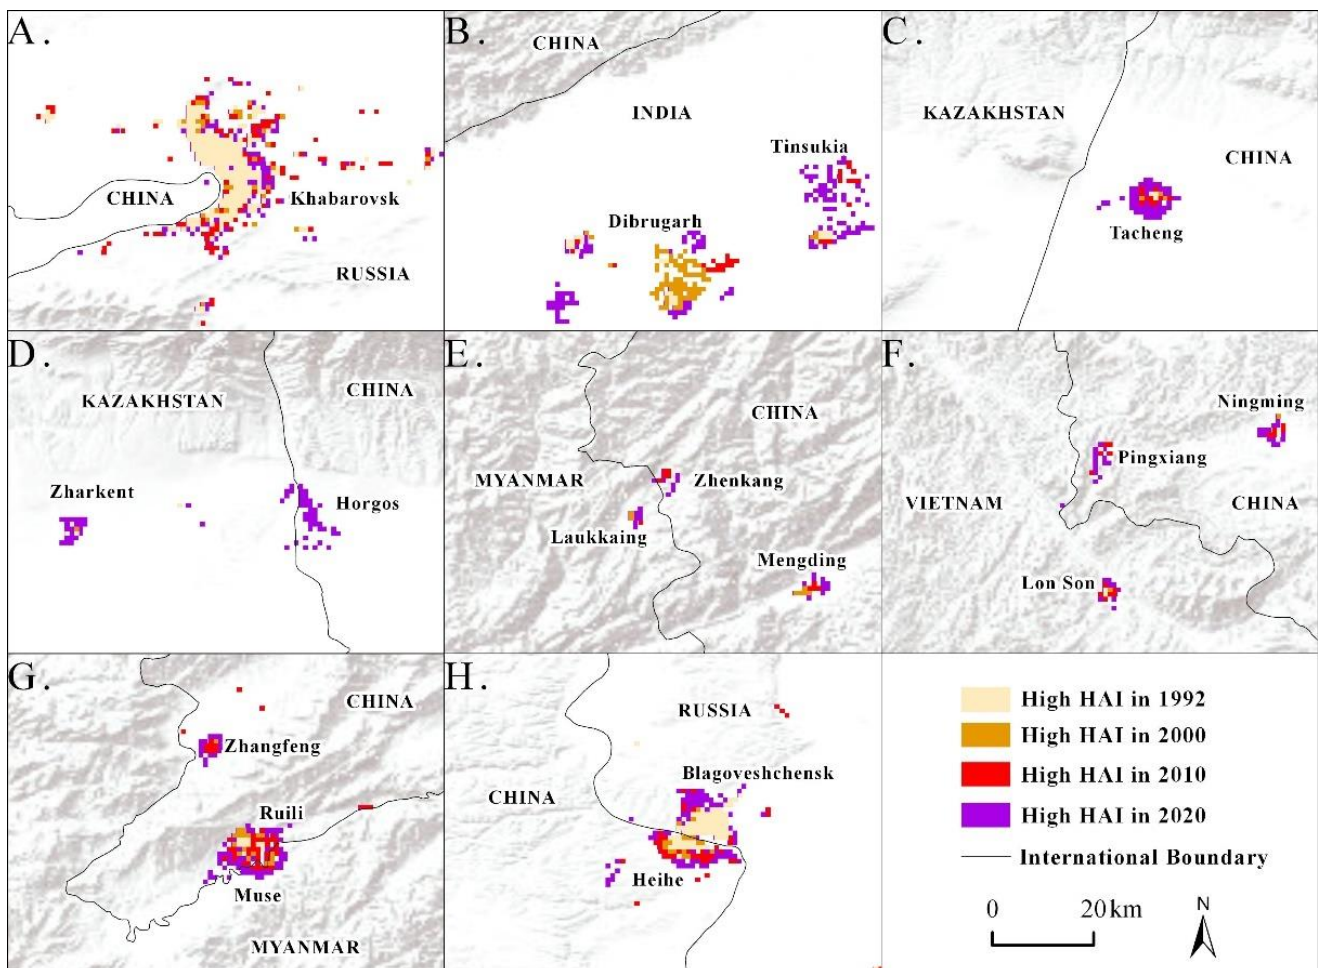 A.
CHINA
Khabarovsk
RUSSIA
B.
CHINA
INDIA
Tinsukia
Dibrugarh
C.
KAZAKHSTAN
CHINA
Tacheng
D.
CHINA
KAZAKHSTAN
Zharkent
Horgos
E.
CHINA
MYANMAR
Zhenkang
Laukkaing
Mengding
F.
Ningming
Pingxiang
VIETNAM
CHINA
Lon Son
G.
CHINA
Zhangfeng
Ruili
Muse
MYANMAR
H.
RUSSIA
Blagoveshchensk
CHINA
Heihe
High HAI in 1992
High HAI in 2000
High HAI in 2010
High HAI in 2020
International Boundary
0 20 km
N